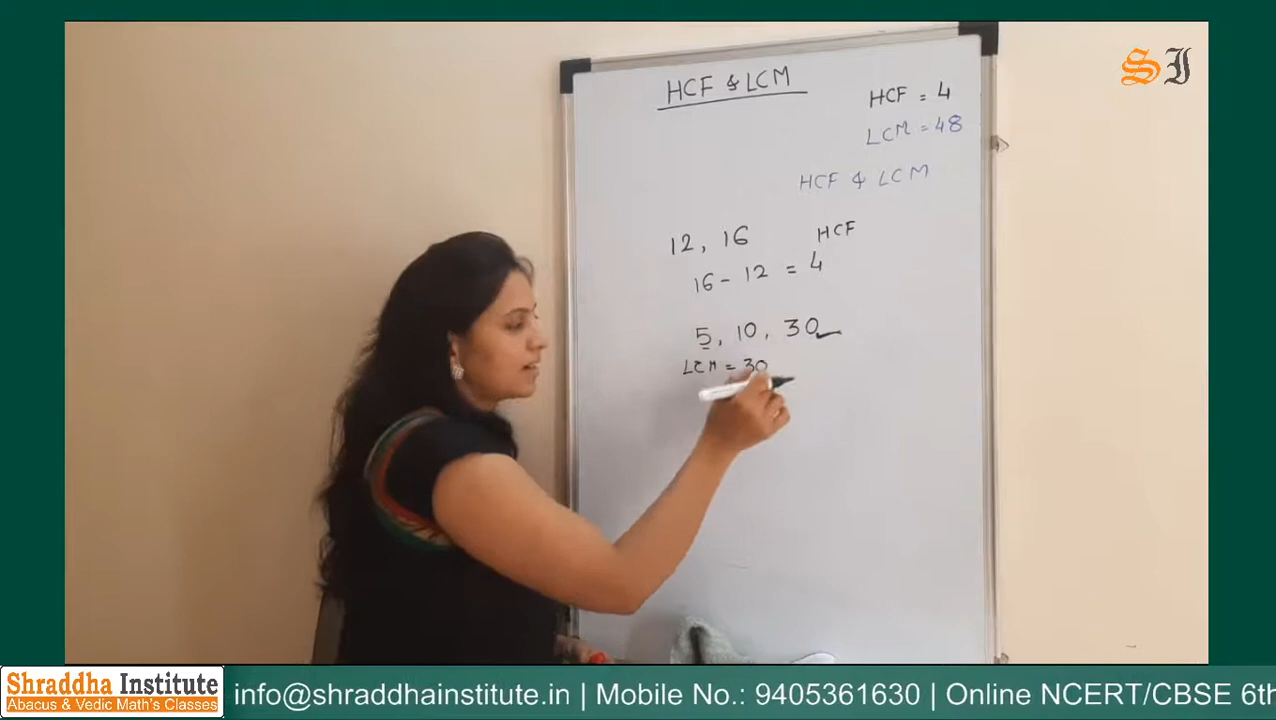 SI
HCF & LCM
HCF = 4
LCM = 48
HCF & LCM
12, 16
HCF
16 - 12 = 4
5, 10, 30
LCM = 30
Shraddha Institute
Abacus & Vedic Math's Classes
info@shraddhainstitute.in | Mobile No.: 9405361630 | Online NCERT/CBSE 6th